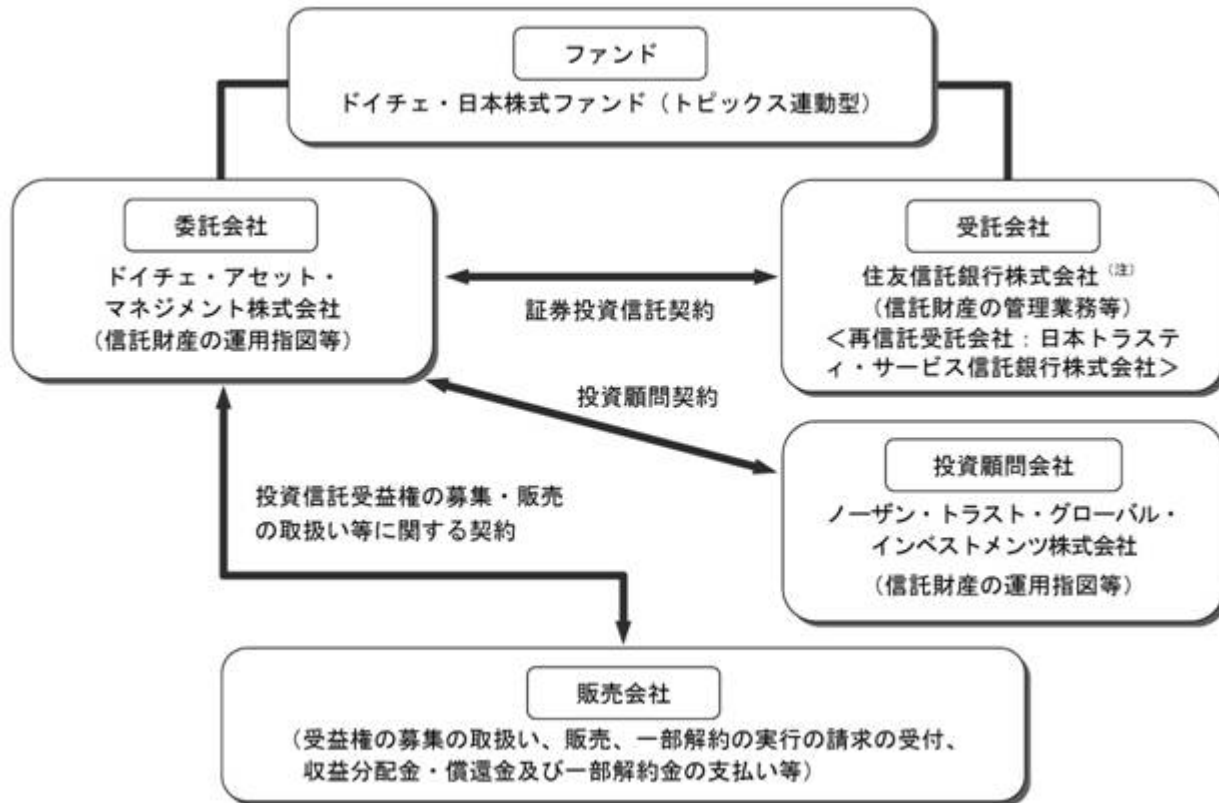 ファンド
ドイチェ・日本株式ファンド（トピックス連動型）
委託会社
ドイチェ・アセット・
マネジメント株式会社
（信託財産の運用指図等）
証券投資信託契約
受託会社
住友信託銀行株式会社（注）
（信託財産の管理業務等）
＜再信託受託会社：日本トラスティ
ィ・サービス信託銀行株式会社＞
投資顧問契約
投資顧問会社
ノーザン・トラスト・グローバル・
インベストメンツ株式会社
（信託財産の運用指図等）
投資信託受益権の募集・販売
の取扱い等に関する契約
販売会社
（受益権の募集の取扱い、販売、一部解約の実行の請求の受付、
収益分配金・償還金及び一部解約金の支払い等）